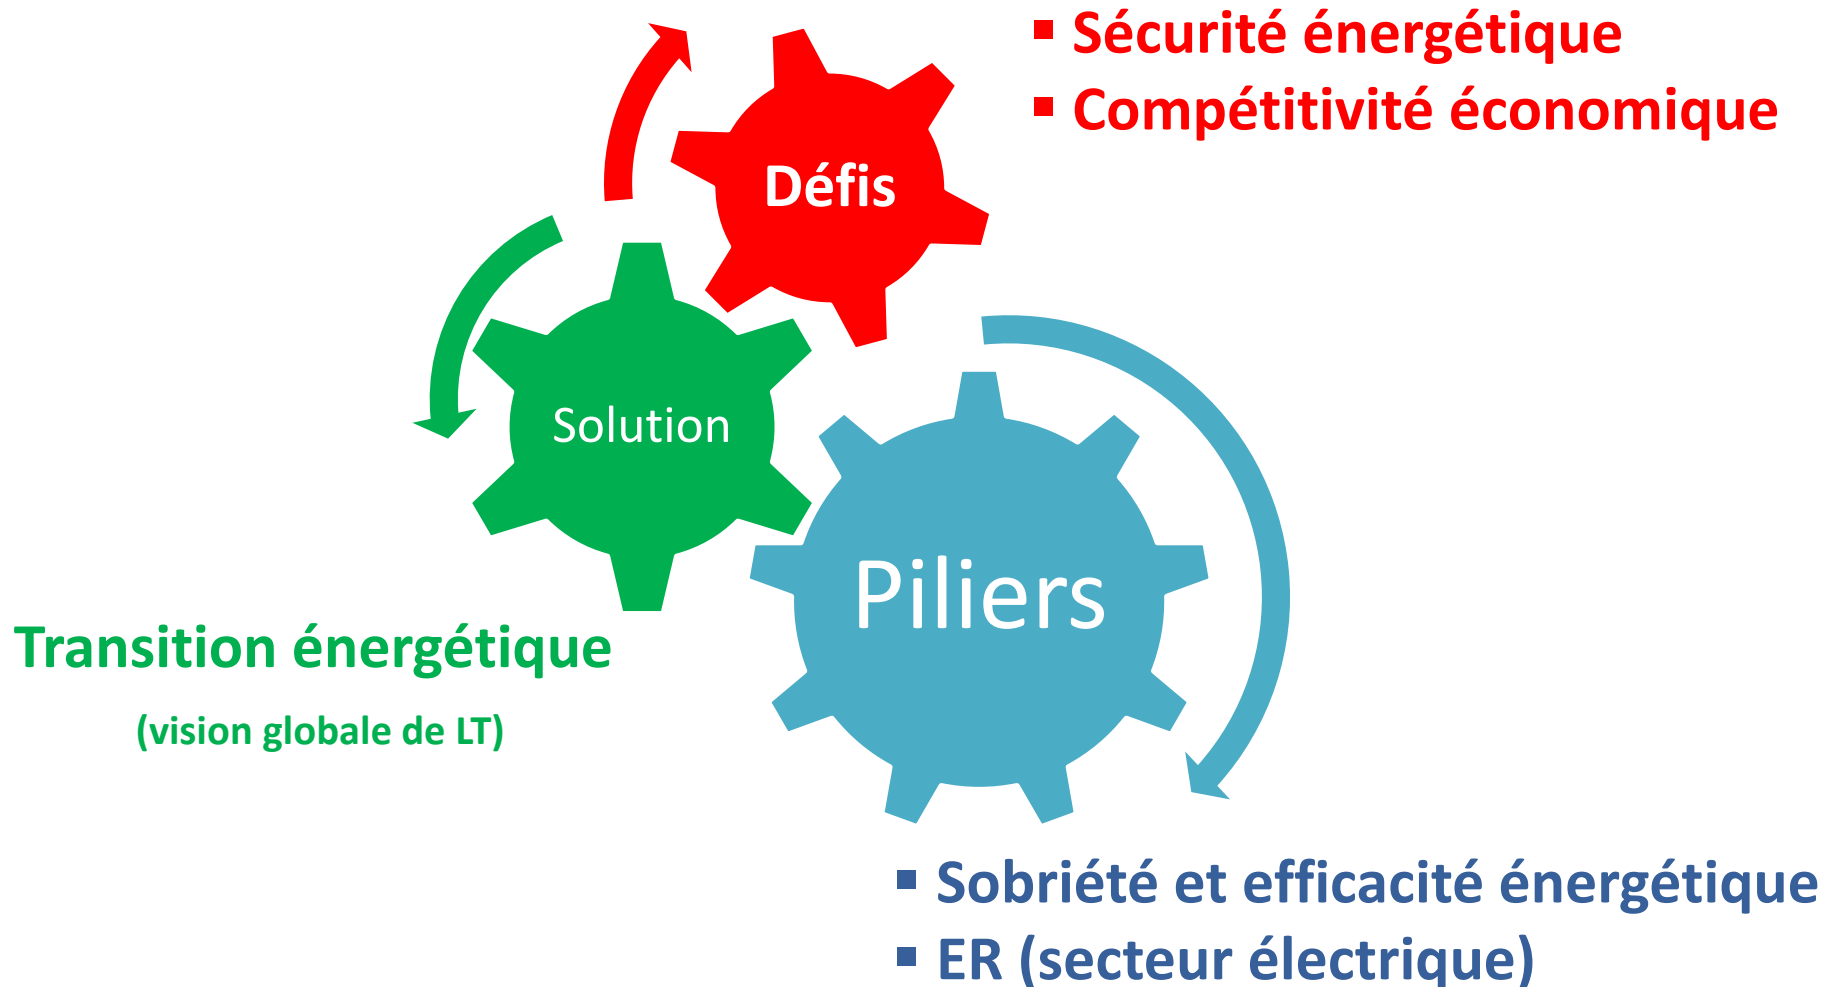 ▪ Sécurité énergétique
▪ Compétitivité économique
Défis
Solution
Piliers
Transition énergétique
(vision globale de LT)
▪ Sobriété et efficacité énergétique
▪ ER (secteur électrique)